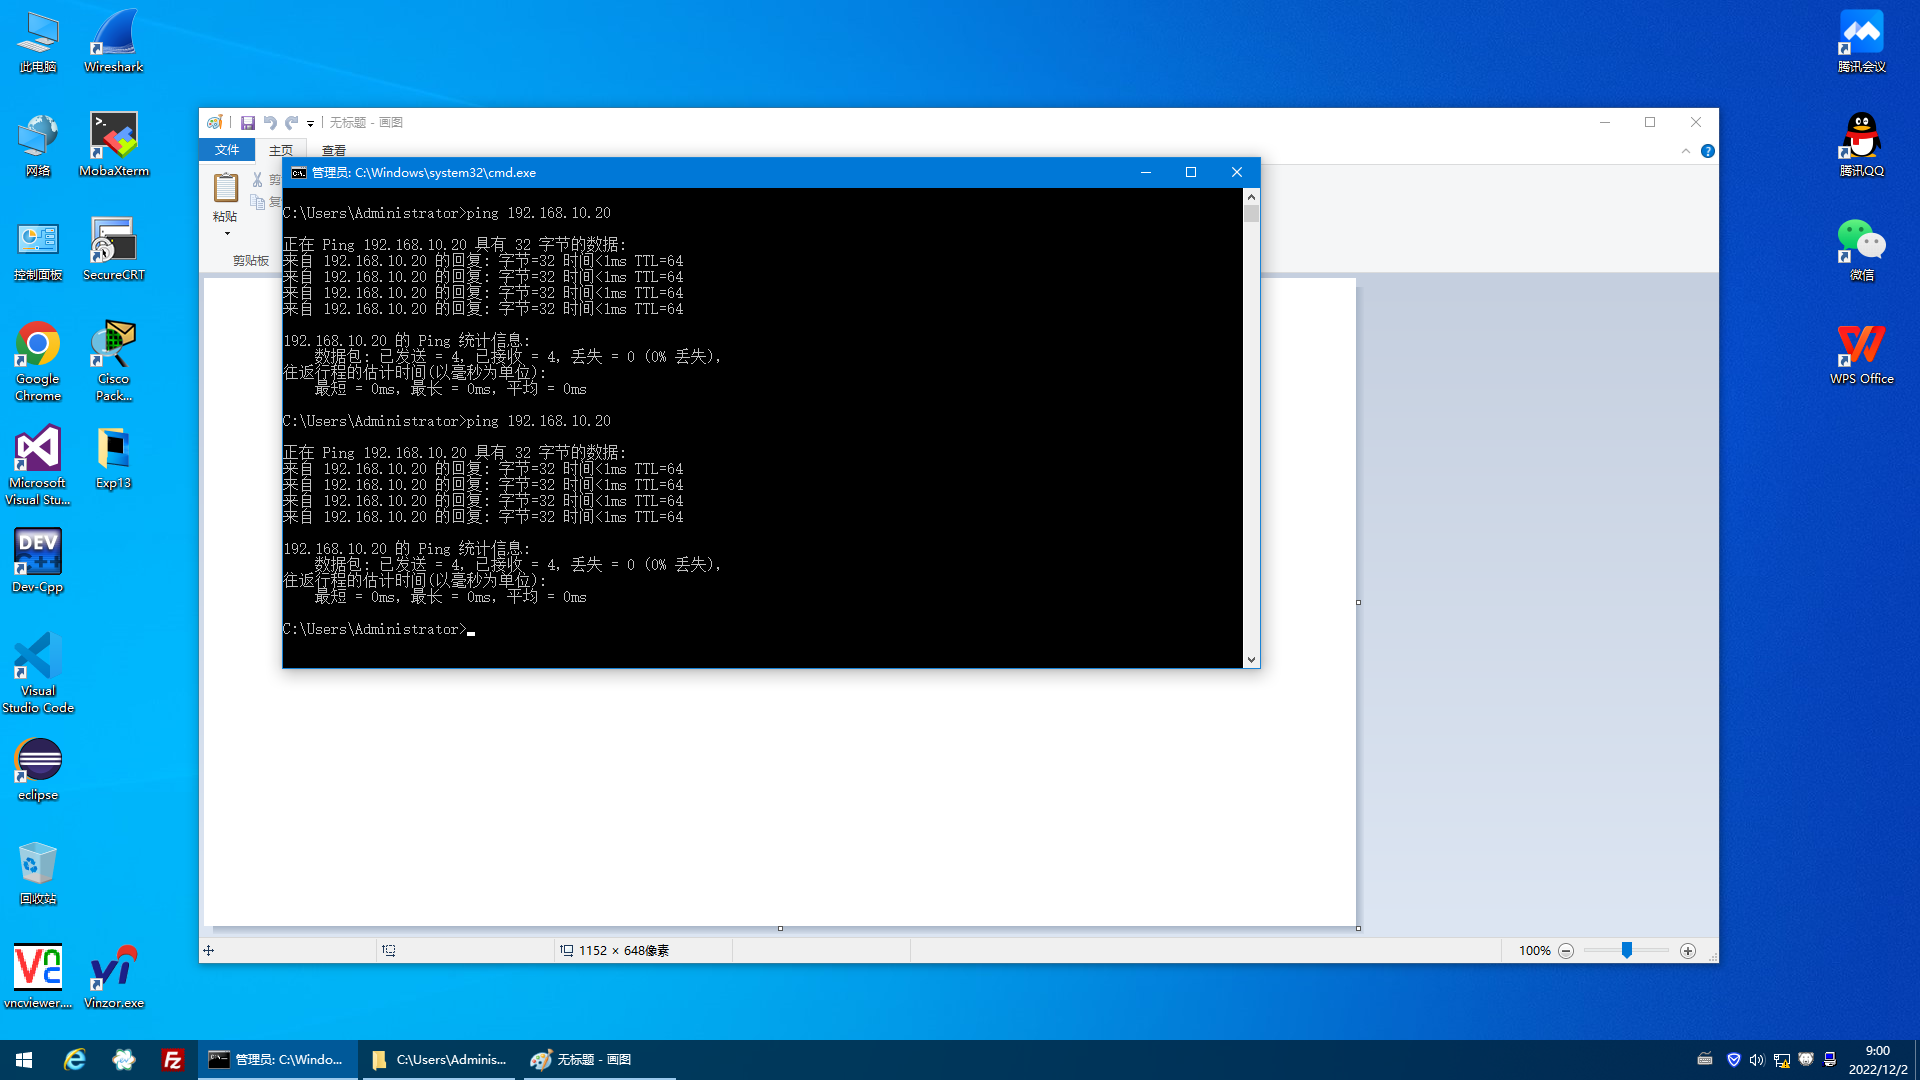 此电脑
Wireshark
网络
MobaXterm
控制面板
SecureCRT
Google
Chrome
Cisco
Pack...
Microsoft
Visual Stu...
Exp13
DEV
C++
Dev-Cpp
Visual
Studio Code
eclipse
回收站
vncviewer....
Vinzor.exe
腾讯会议
腾讯QQ
微信
WPS Office
无标题 - 画图
文件
主页
查看
粘贴
剪
复
剪贴板
管理员: C:\Windows\system32\cmd.exe
C:\Users\Administrator>ping 192.168.10.20
正在 Ping 192.168.10.20 具有 32 字节的数据:
来自 192.168.10.20 的回复: 字节=32 时间<1ms TTL=64
来自 192.168.10.20 的回复: 字节=32 时间<1ms TTL=64
来自 192.168.10.20 的回复: 字节=32 时间<1ms TTL=64
来自 192.168.10.20 的回复: 字节=32 时间<1ms TTL=64
192.168.10.20 的 Ping 统计信息:
数据包: 已发送 = 4，已接收 = 4，丢失 = 0 (0% 丢失)，
往返行程的估计时间(以毫秒为单位):
最短 = 0ms，最长 = 0ms，平均 = 0ms
C:\Users\Administrator>ping 192.168.10.20
正在 Ping 192.168.10.20 具有 32 字节的数据:
来自 192.168.10.20 的回复: 字节=32 时间<1ms TTL=64
来自 192.168.10.20 的回复: 字节=32 时间<1ms TTL=64
来自 192.168.10.20 的回复: 字节=32 时间<1ms TTL=64
来自 192.168.10.20 的回复: 字节=32 时间<1ms TTL=64
192.168.10.20 的 Ping 统计信息:
数据包: 已发送 = 4，已接收 = 4，丢失 = 0 (0% 丢失)，
往返行程的估计时间(以毫秒为单位):
最短 = 0ms，最长 = 0ms，平均 = 0ms
C:\Users\Administrator>
1152 × 648像素
100%
管理员: C:\Windo...
C:\Users\Adminis...
无标题 - 画图
9:00
2022/12/2